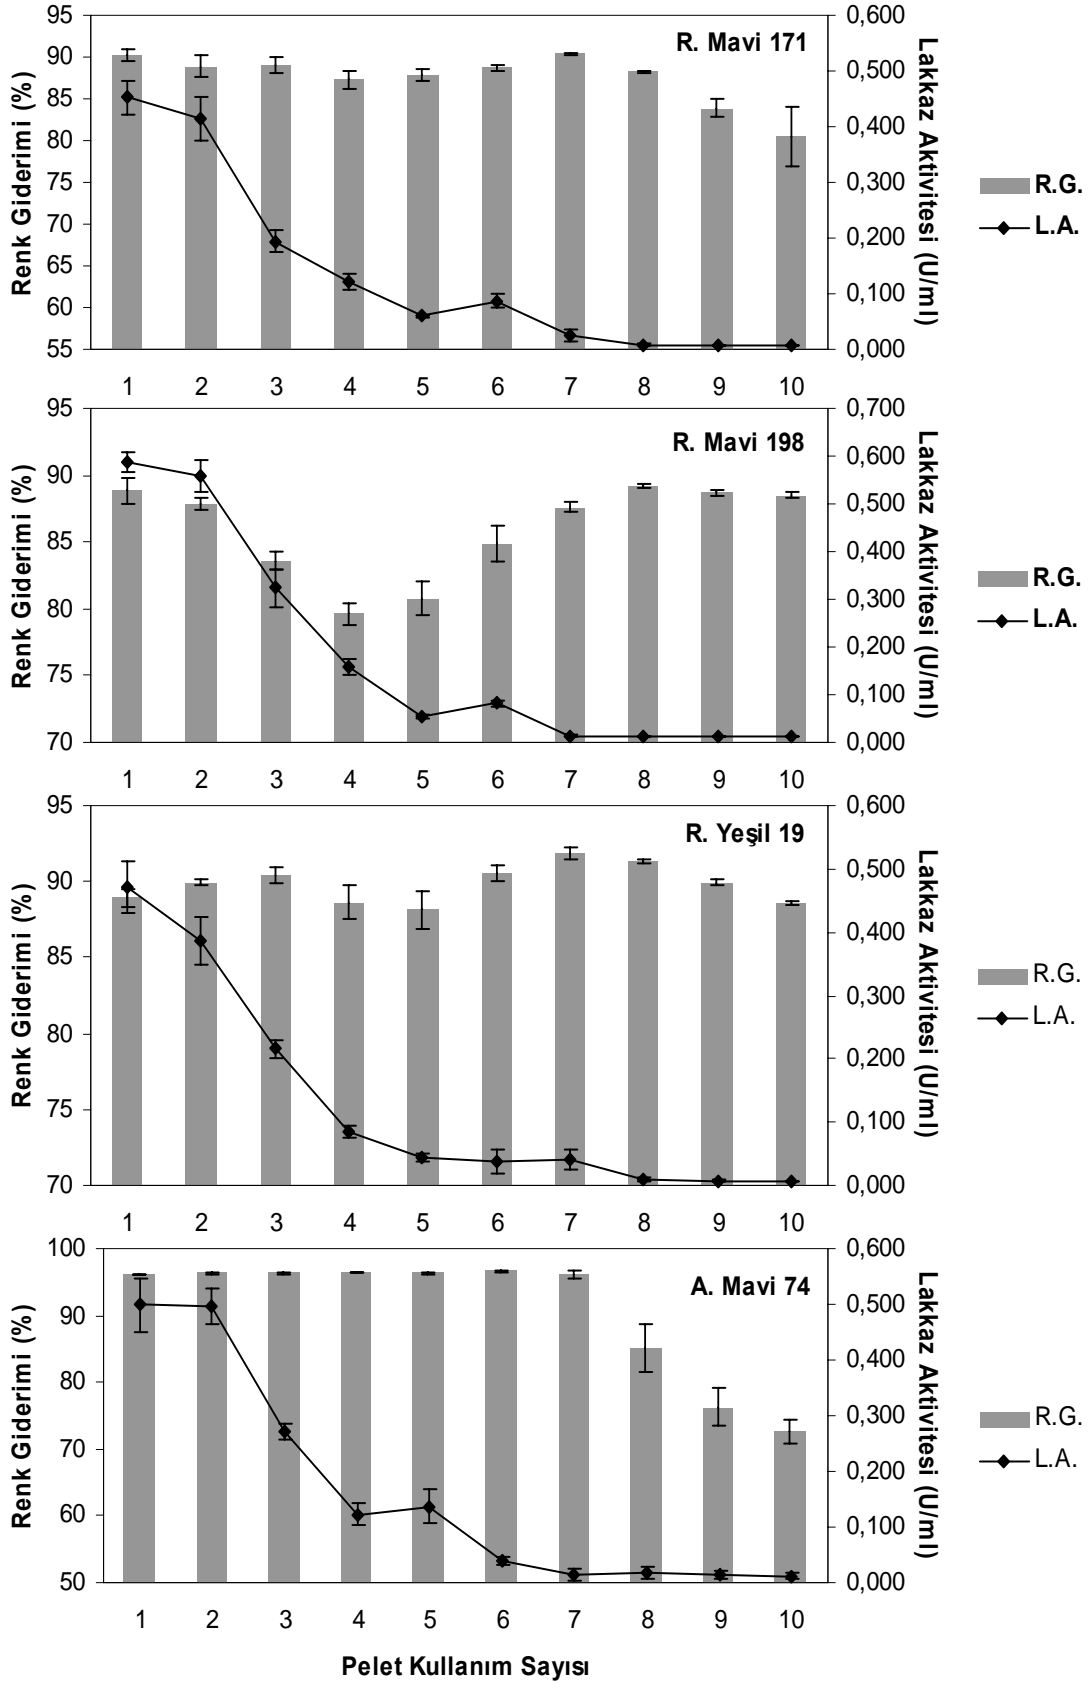 R. Mavi 171
Renk Giderimi (%)
95
90
85
80
75
70
65
60
55
0,600
0,500
0,400
0,300
0,200
0,100
0,000
Lakkaz Aktivitesi (U/ml)
R.G.
L.A.
1 2 3 4 5 6 7 8 9 10
R. Mavi 198
Renk Giderimi (%)
95
90
85
80
75
70
0,700
0,600
0,500
0,400
0,300
0,200
0,100
0,000
Lakkaz Aktivitesi (U/ml)
R.G.
L.A.
1 2 3 4 5 6 7 8 9 10
R. Yeşil 19
Renk Giderimi (%)
95
90
85
80
75
70
0,600
0,500
0,400
0,300
0,200
0,100
0,000
Lakkaz Aktivitesi (U/ml)
R.G.
L.A.
1 2 3 4 5 6 7 8 9 10
A. Mavi 74
Renk Giderimi (%)
100
90
80
70
60
50
0,600
0,500
0,400
0,300
0,200
0,100
0,000
Lakkaz Aktivitesi (U/ml)
R.G.
L.A.
1 2 3 4 5 6 7 8 9 10
Pelet Kullanım Sayısı